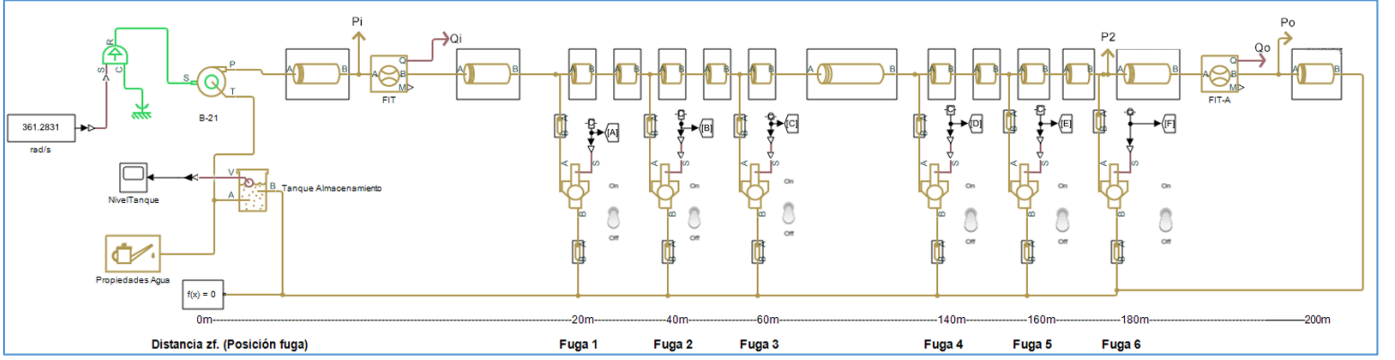 Pi
Qi
P2
Qo
Po
R
S
C
S
P
T
B-21
A
B
A
Q
B
M
FIT
A
B
A
B
A
B
A
B
A
B
A
B
A
B
A
B
A
B
A
B
A
B
A
B
A
Q
B
M
FIT-A
A
B
361.2831
rad/s
[A]
[B]
[C]
[D]
[E]
[F]
A
S
A
S
A
S
A
S
A
S
A
S
On
On
On
On
On
On
Off
Off
Off
Off
Off
Off
B
B
B
B
B
B
NivelTanque
V
A
B
Tanque Almacenamiento
Propiedades Agua
f(x) = 0
0m 20m 40m 60m 140m 160m 180m 200m
Distancia zf. (Posición fuga) Fuga 1 Fuga 2 Fuga 3 Fuga 4 Fuga 5 Fuga 6